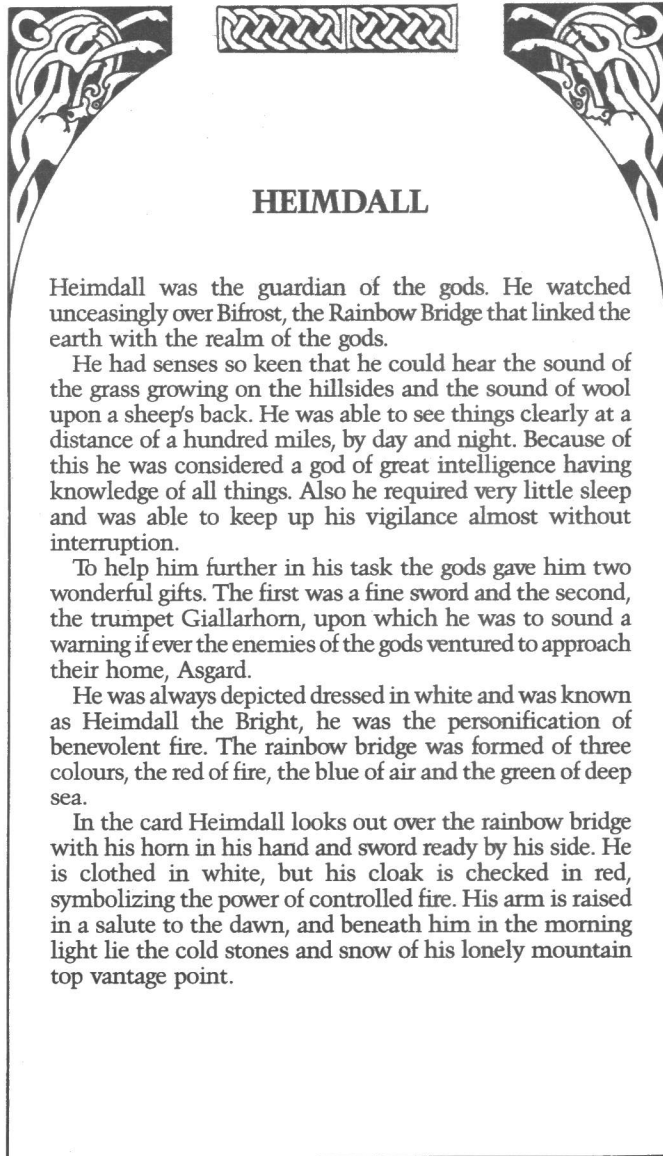 HEIMDALL
Heimdall was the guardian of the gods. He watched
unceasingly over Bifrost, the Rainbow Bridge that linked the
earth with the realm of the gods.
He had senses so keen that he could hear the sound of
the grass growing on the hillsides and the sound of wool
upon a sheep's back. He was able to see things clearly at a
distance of a hundred miles, by day and night. Because of
this he was considered a god of great intelligence having
knowledge of all things. Also he required very little sleep
and was able to keep up his vigilance almost without
interruption.
To help him further in his task the gods gave him two
wonderful gifts. The first was a fine sword and the second,
the trumpet Giallarhorn, upon which he was to sound a
warning if ever the enemies of the gods ventured to approach
their home, Asgard.
He was always depicted dressed in white and was known
as Heimdall the Bright, he was the personification of
benevolent fire. The rainbow bridge was formed of three
colours, the red of fire, the blue of air and the green of deep
sea.
In the card Heimdall looks out over the rainbow bridge
with his horn in his hand and sword ready by his side. He
is clothed in white, but his cloak is checked in red,
symbolizing the power of controlled fire. His arm is raised
in a salute to the dawn, and beneath him in the morning
light lie the cold stones and snow of his lonely mountain
top vantage point.